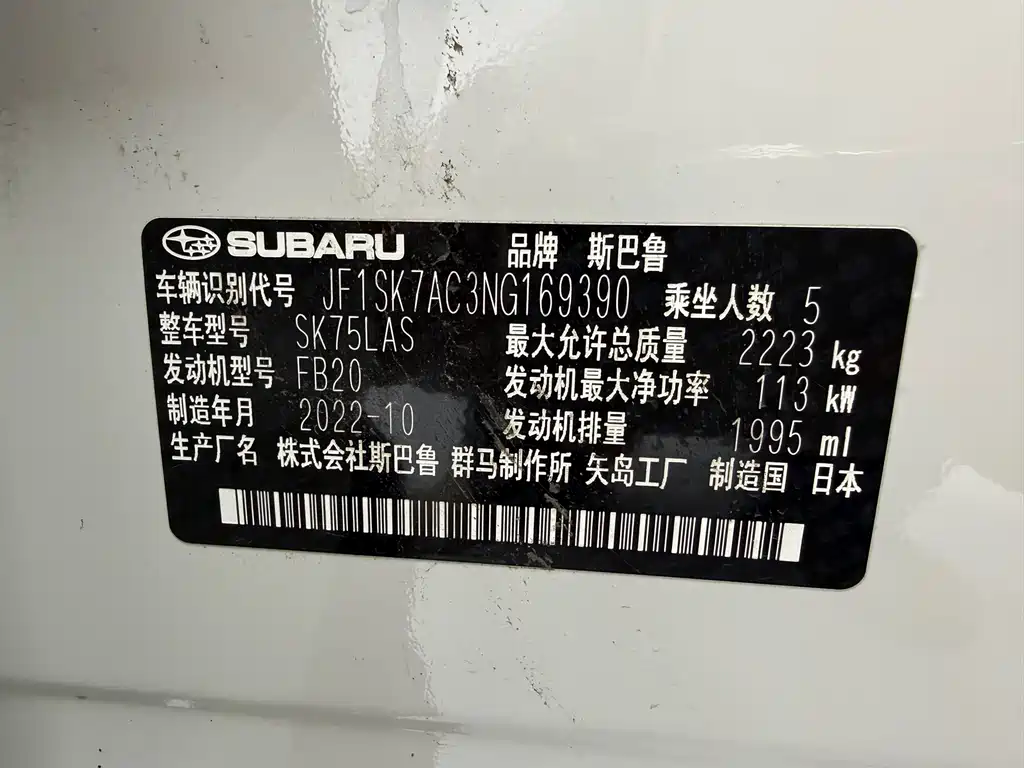 SUBARU 品牌 斯巴鲁
车辆识别代号 JF1SK7AC3NG169390 乘坐人数 5
整车型号 SK75LAS 最大允许总质量 2223 kg
发动机型号 FB20 发动机最大净功率 113 kW
制造年月 2022-10 发动机排量 1995 ml
生产厂名 株式会社斯巴鲁 群马制作所 矢岛工厂 制造国 日本